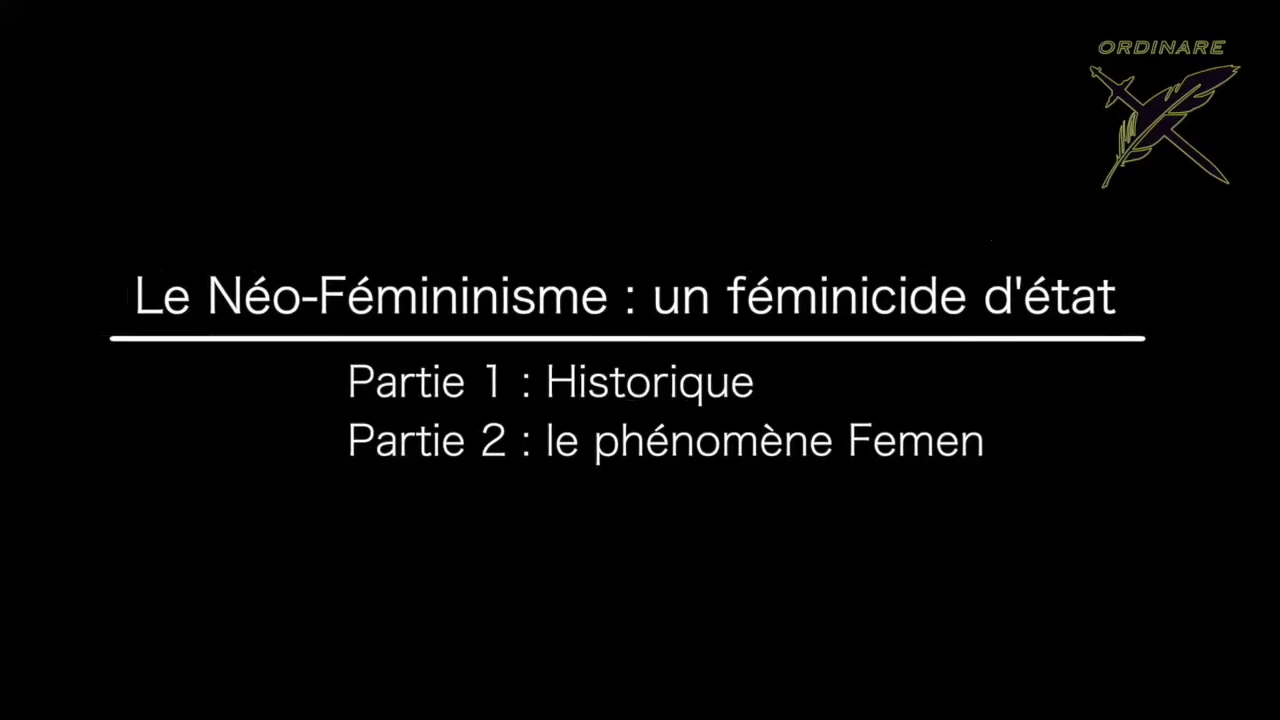 ORDINARE
Le Néo-Fémininisme : un féminicide d'état
Partie 1 : Historique
Partie 2 : le phénomène Femen